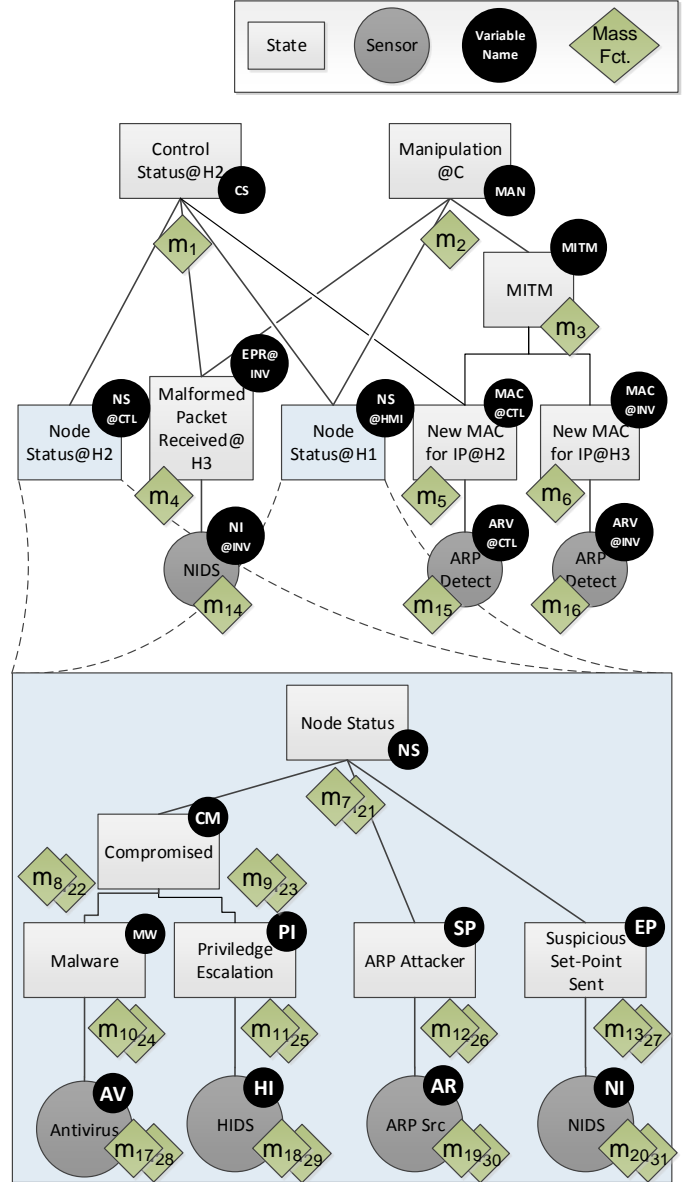 State
Sensor
Variable
Name
Mass
Fct.
Control
Status@H2
CS
Manipulation
@C
MAN
m1
m2
MITM
MITM
m3
EPR@
INV
NS
@CTL
Malformed
Packet
Received@
H3
NS
@HMI
MAC
@CTL
MAC
@INV
Node
Status@H2
Node
Status@H1
New MAC
for IP@H2
New MAC
for IP@H3
m4
m5
m6
NI
@INV
NIDS
m14
ARV
@CTL
ARP
Detect
m15
ARV
@INV
ARP
Detect
m16
Node Status
NS
m7
21
CM
Compromised
m8
22
m9
23
MW
Malware
PI
Priviledge
Escalation
SP
ARP Attacker
EP
Suspicious
Set-Point
Sent
m10
24
m11
25
m12
26
m13
27
AV
Antivirus
m17
28
HI
HIDS
m18
29
AR
ARP Src
m19
30
NI
NIDS
m20
31